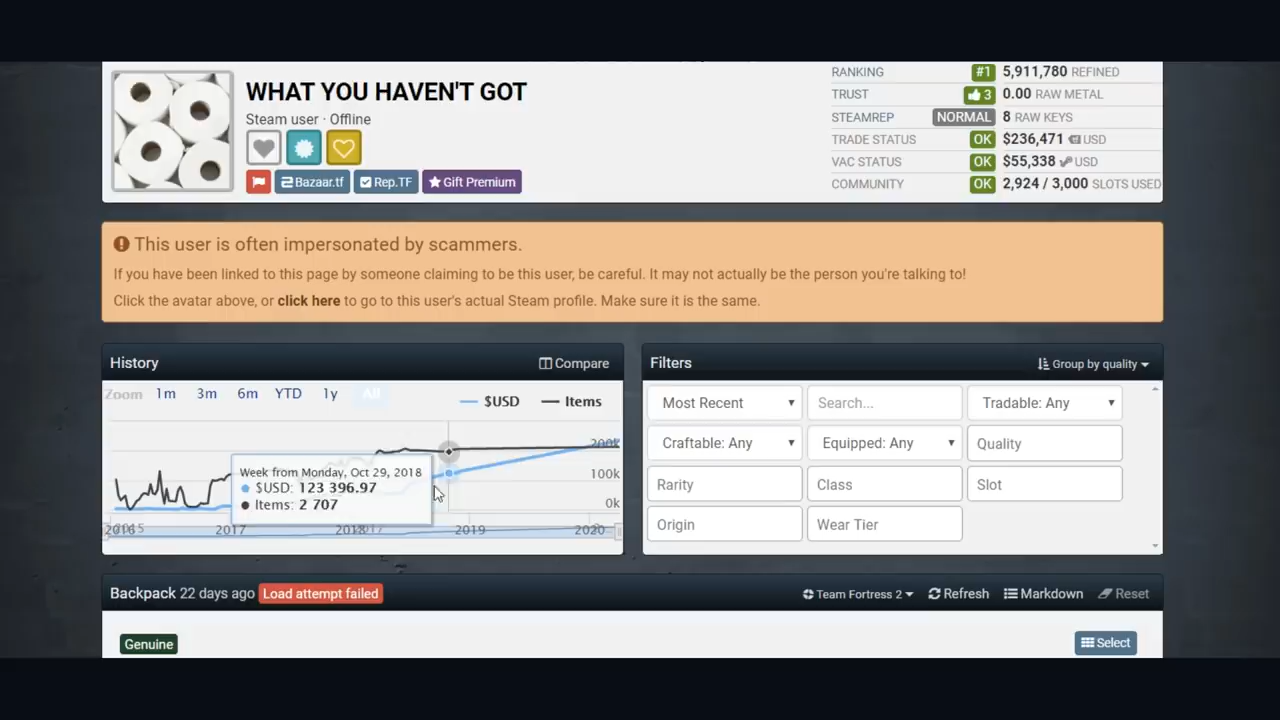 WHAT YOU HAVEN'T GOT
Steam user · Offline
Bazaar.tf
Rep.TF
Gift Premium
RANKING #1 5,911,780 REFINED
TRUST 3 0.00 RAW METAL
STEAMREP NORMAL 8 RAW KEYS
TRADE STATUS OK $236,471 USD
VAC STATUS OK $55,338 USD
COMMUNITY OK 2,924 / 3,000 SLOTS USED
This user is often impersonated by scammers.
If you have been linked to this page by someone claiming to be this user, be careful. It may not actually be the person you're talking to!
Click the avatar above, or click here to go to this user's actual Steam profile. Make sure it is the same.
History Compare
Zoom 1m 3m 6m YTD 1y All
$USD Items
200k
100k
0k
Week from Monday, Oct 29, 2018
$USD: 123 396.97
Items: 2 707
2016 2017 2018 2019 2020
2015 2017
Filters Group by quality
Most Recent Search... Tradable: Any
Craftable: Any Equipped: Any Quality
Rarity Class Slot
Origin Wear Tier
Backpack 22 days ago Load attempt failed Team Fortress 2 Refresh Markdown Reset
Genuine Select